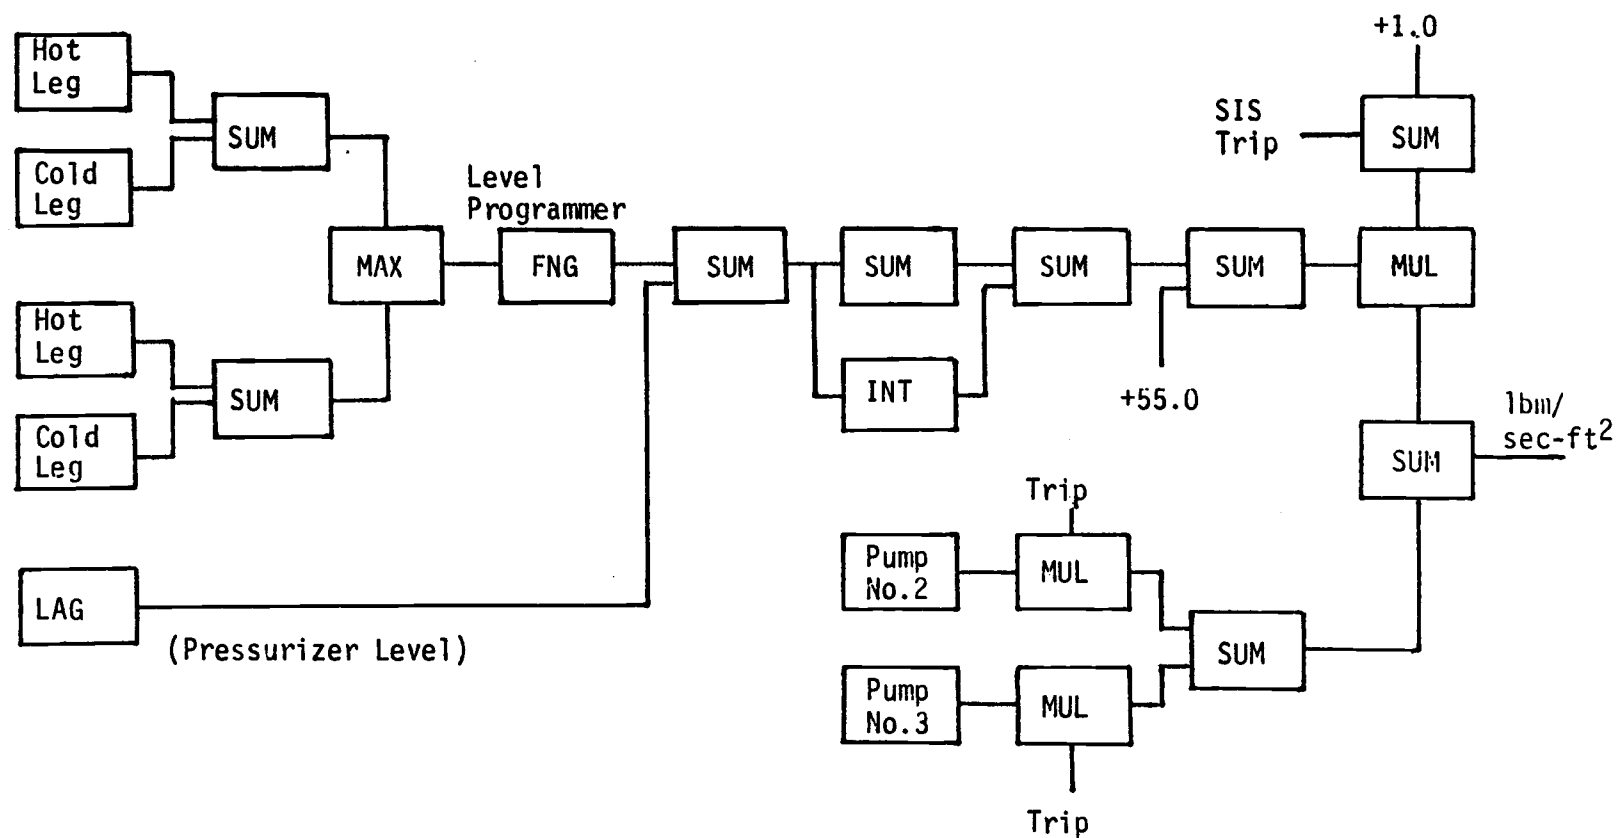 +1.0
Hot
Leg
SUM
SIS
Trip
SUM
Cold
Leg
Level
Programmer
MAX
FNG
SUM
SUM
SUM
SUM
MUL
Hot
Leg
SUM
INT
+55.0
lbm/
sec-ft²
Cold
Leg
SUM
Trip
Pump
No.2
MUL
LAG
(Pressurizer Level)
SUM
Pump
No.3
MUL
Trip